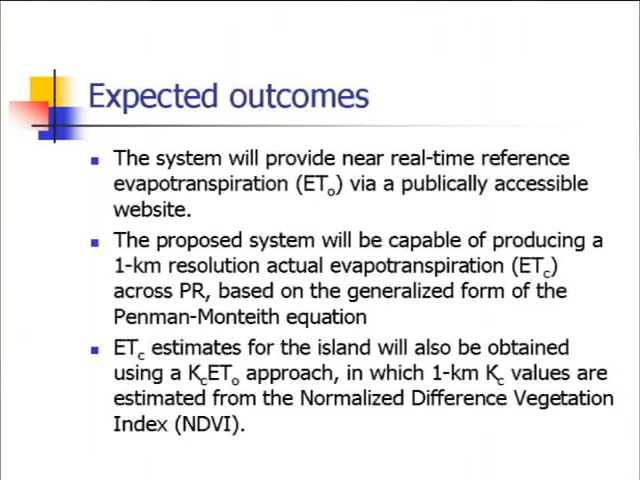 Expected outcomes
The system will provide near real-time reference
evapotranspiration (ETo) via a publically accessible
website.
The proposed system will be capable of producing a
1-km resolution actual evapotranspiration (ETc)
across PR, based on the generalized form of the
Penman-Monteith equation
ETc estimates for the island will also be obtained
using a KcETo approach, in which 1-km Kc values are
estimated from the Normalized Difference Vegetation
Index (NDVI).